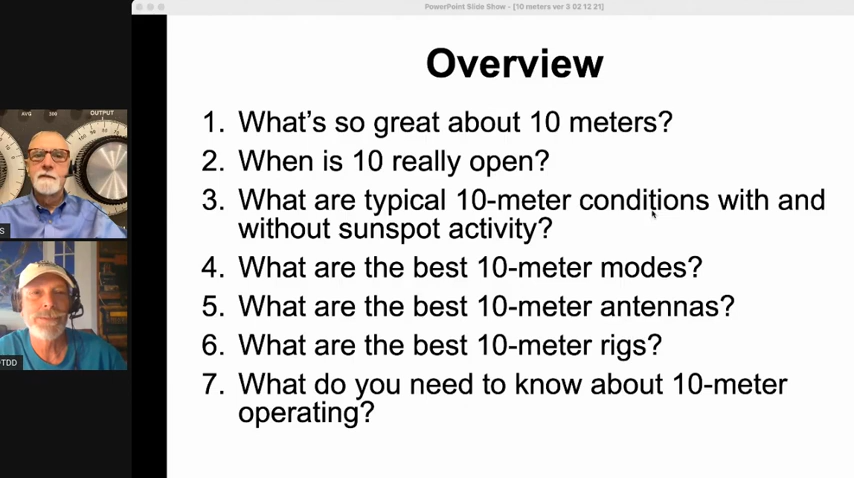 PowerPoint Slide Show - [10 meters ver 3 02 12 21]
Overview
1. What's so great about 10 meters?
2. When is 10 really open?
3. What are typical 10-meter conditions with and
without sunspot activity?
4. What are the best 10-meter modes?
5. What are the best 10-meter antennas?
6. What are the best 10-meter rigs?
7. What do you need to know about 10-meter
operating?
AVG
OUTPUT
S
TDD